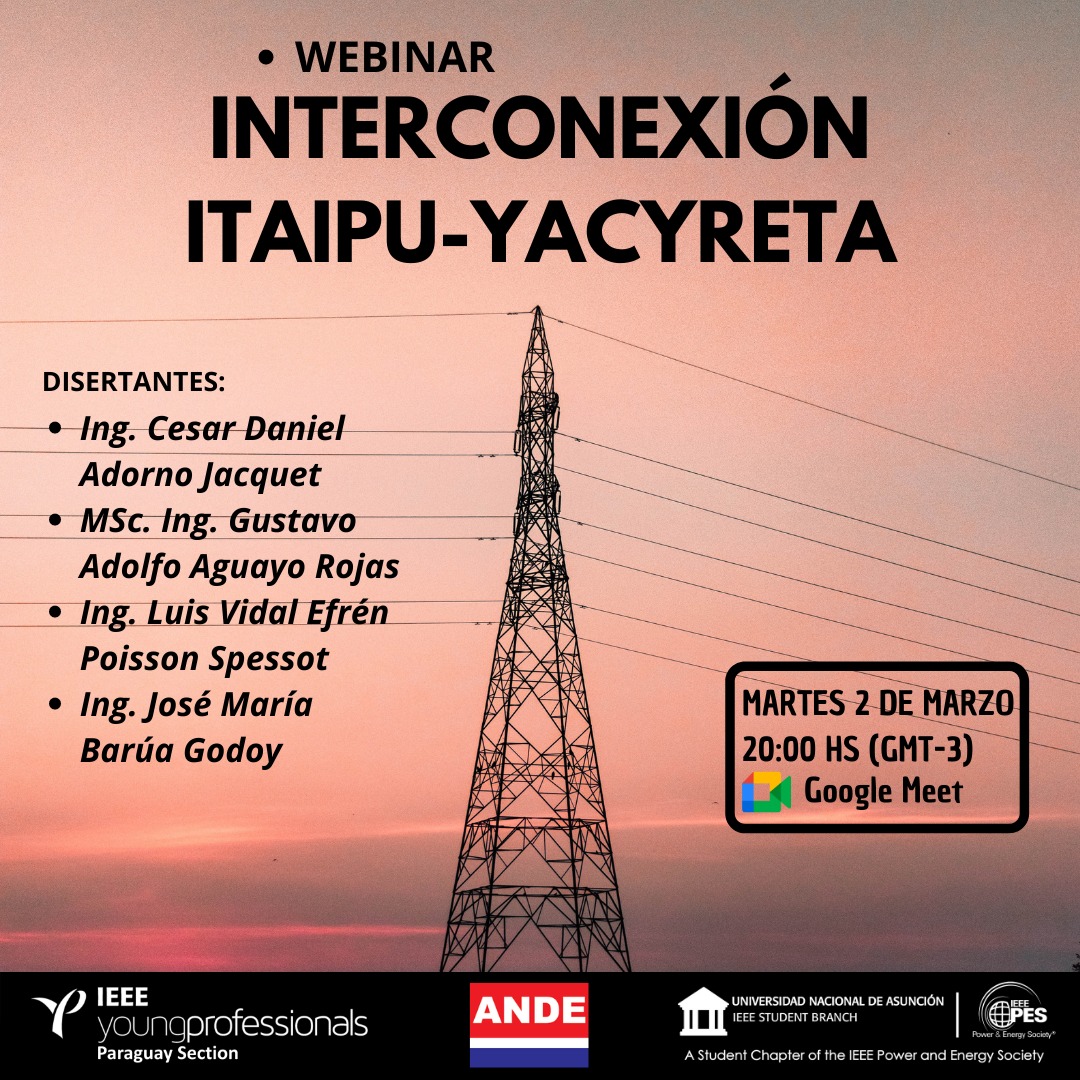 • WEBINAR
INTERCONEXIÓN
ITAIPU-YACYRETA
DISERTANTES:
• Ing. Cesar Daniel
Adorno Jacquet
• MSc. Ing. Gustavo
Adolfo Aguayo Rojas
• Ing. Luis Vidal Efrén
Poisson Spessot
• Ing. José María
Barúa Godoy
MARTES 2 DE MARZO
20:00 HS (GMT-3)
Google Meet
IEEE
youngprofessionals
Paraguay Section
ANDE
UNIVERSIDAD NACIONAL DE ASUNCIÓN
IEEE STUDENT BRANCH
IEEE
PES
Power & Energy Society®
A Student Chapter of the IEEE Power and Energy Society